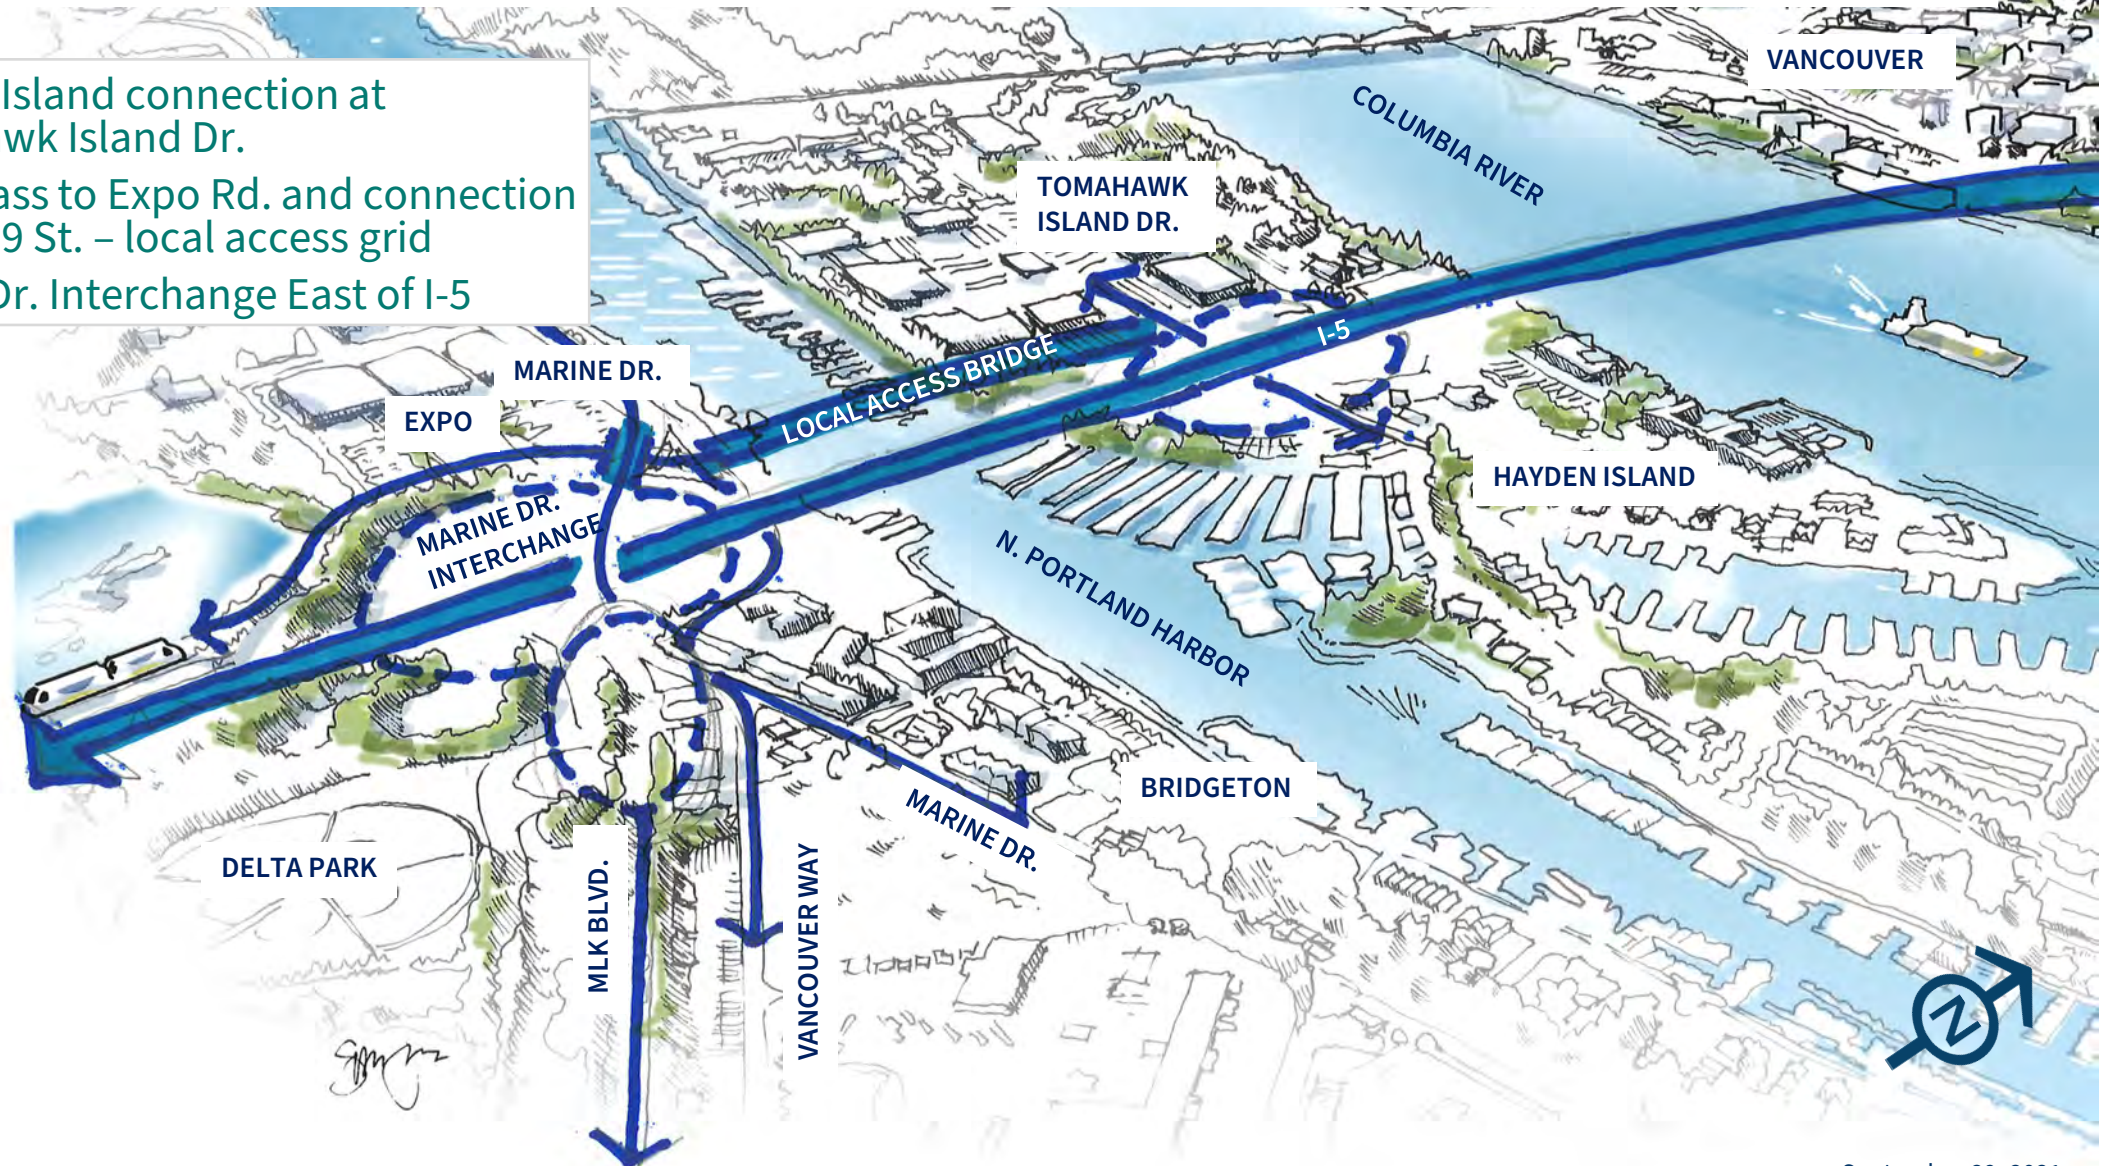 Island connection at
wk Island Dr.
ass to Expo Rd. and connection
9 St. – local access grid
Dr. Interchange East of I-5
VANCOUVER
COLUMBIA RIVER
TOMAHAWK
ISLAND DR.
I-5
LOCAL ACCESS BRIDGE
MARINE DR.
EXPO
HAYDEN ISLAND
MARINE DR.
INTERCHANGE
N. PORTLAND HARBOR
BRIDGETON
MARINE DR.
DELTA PARK
MLK BLVD.
VANCOUVER WAY
N